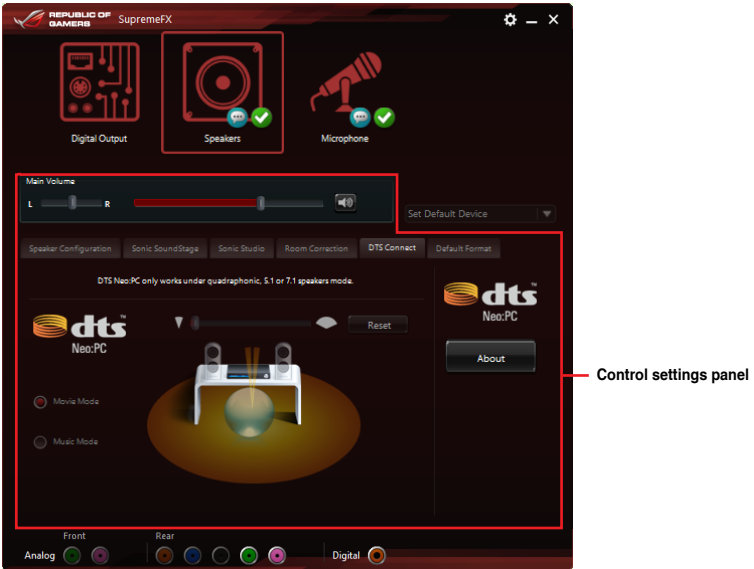 REPUBLIC OF
GAMERS
SupremeFX
Digital Output
Speakers
Microphone
Main Volume
L
R
Set Default Device
Speaker Configuration
Sonic SoundStage
Sonic Studio
Room Correction
DTS Connect
Default Format
DTS Neo:PC only works under quadraphonic, 5.1 or 7.1 speakers mode.
dts™
Neo:PC
Reset
dts™
Neo:PC
About
Control settings panel
Movie Mode
Music Mode
Front
Rear
Analog
Digital